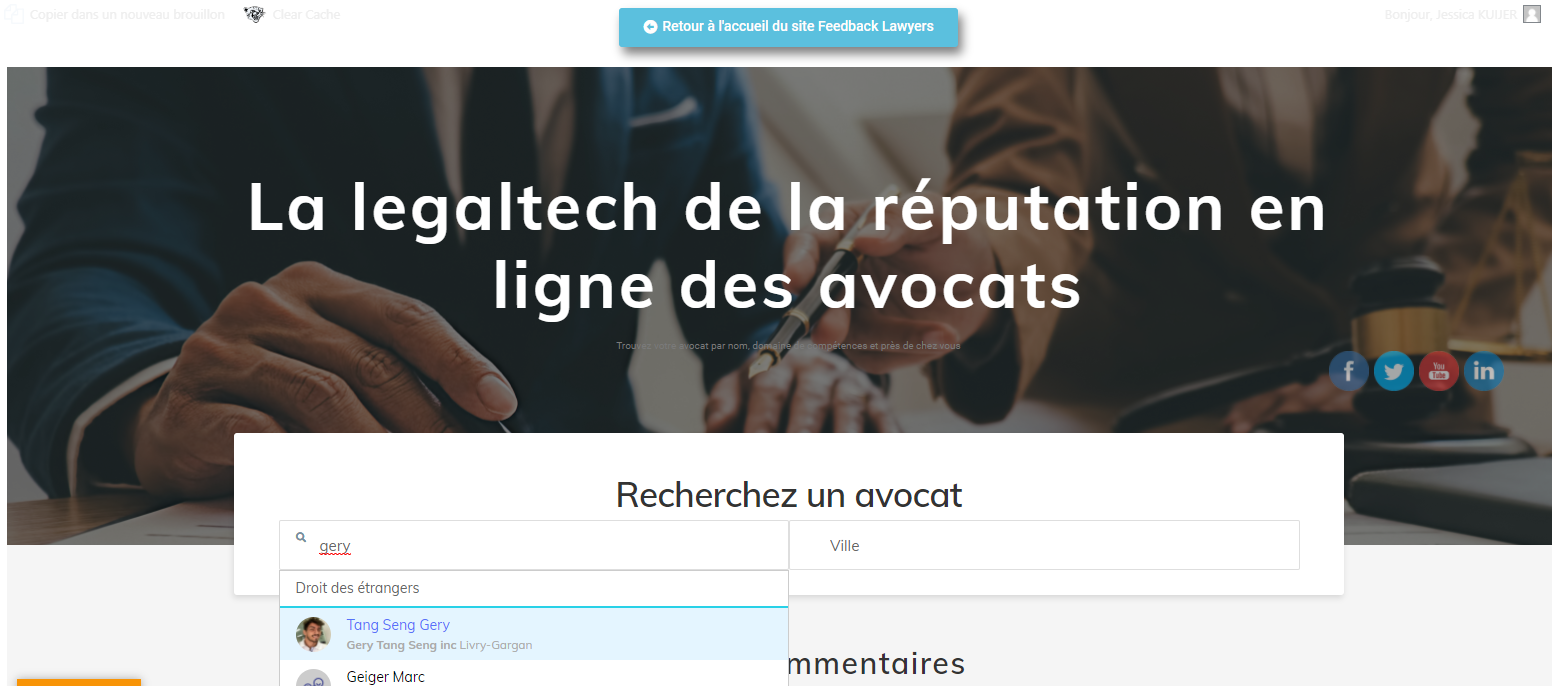 Copier dans un nouveau brouillon Clear Cache
Retour à l'accueil du site Feedback Lawyers
Bonjour, Jessica KUIJER
La legaltech de la réputation en
ligne des avocats
Trouvez votre avocat par nom, domaine de compétences et près de chez vous
f
You
Tube
in
Recherchez un avocat
gery
Ville
Droit des étrangers
Tang Seng Gery
Gery Tang Seng inc Livry-Gargan
Geiger Marc
mmentaires